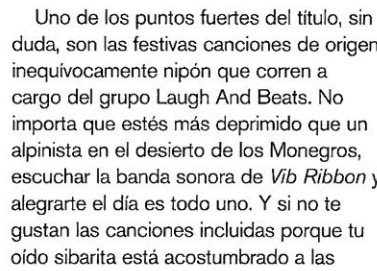 Uno de los puntos fuertes del título, sin
duda, son las festivas canciones de origen
inequívocamente nipón que corren a
cargo del grupo Laugh And Beats. No
importa que estés más deprimido que un
alpinista en el desierto de los Monegros,
escuchar la banda sonora de Vib Ribbon y
alegrarte el día es todo uno. Y si no te
gustan las canciones incluidas porque tu
oído sibarita está acostumbrado a las